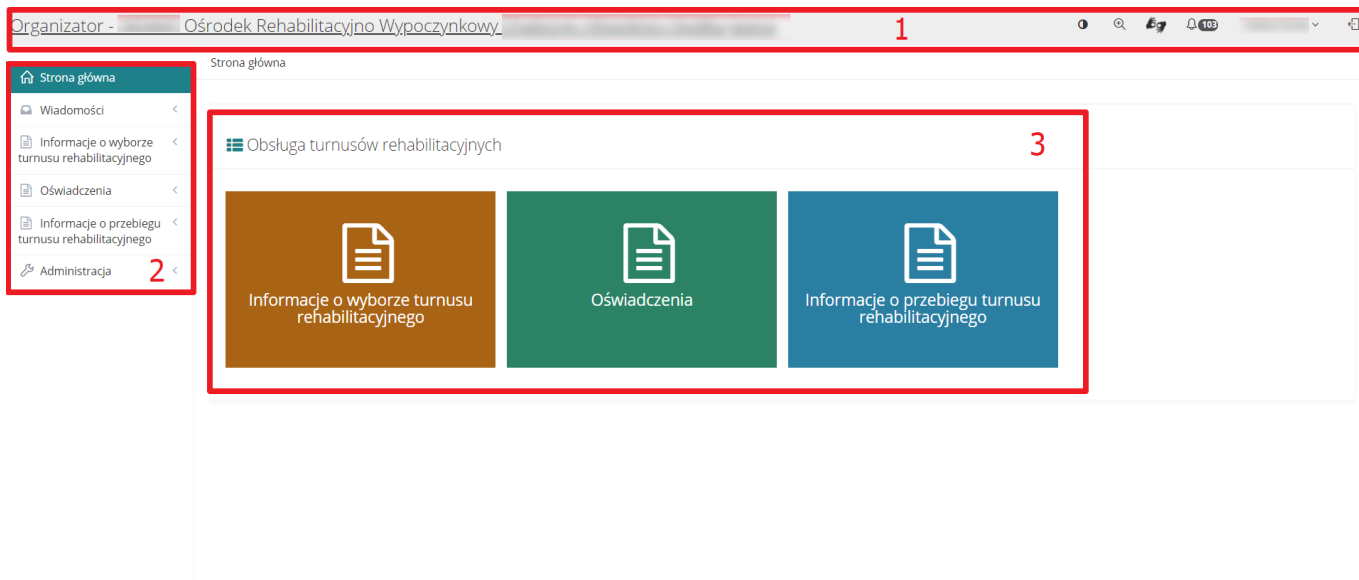 Organizator - Ośrodek Rehabilitacyjno Wypoczynkowy
1
103
Strona główna
Strona główna
Wiadomości
Informacje o wyborze
turnusu rehabilitacyjnego
Oświadczenia
Informacje o przebiegu
turnusu rehabilitacyjnego
Administracja
2
Obsługa turnusów rehabilitacyjnych
3
Informacje o wyborze turnusu
rehabilitacyjnego
Oświadczenia
Informacje o przebiegu turnusu
rehabilitacyjnego